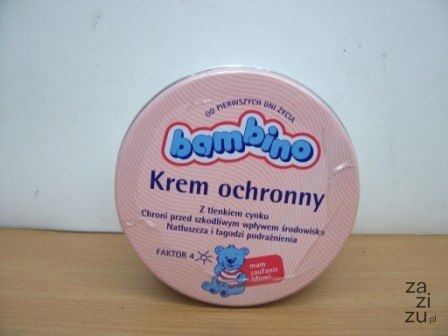 OD PIERWSZYCH DNI ŻYCIA
bambino
Krem ochronny
Z tlenkiem cynku
Chroni przed szkodliwym wpływem środowiska
Natłuszcza i łagodzi podrażnienia
FAKTOR 4
mam
zaufanie
Mamy
za
zi
zu.pl